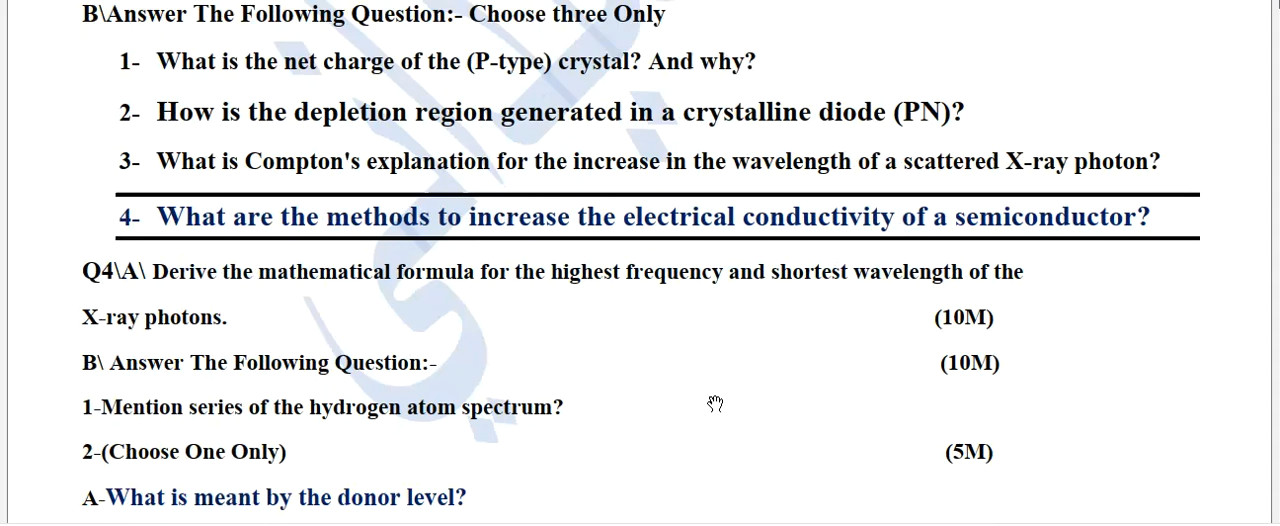 B\Answer The Following Question:- Choose three Only
1- What is the net charge of the (P-type) crystal? And why?
2- How is the depletion region generated in a crystalline diode (PN)?
3- What is Compton's explanation for the increase in the wavelength of a scattered X-ray photon?
4- What are the methods to increase the electrical conductivity of a semiconductor?
Q4\A\ Derive the mathematical formula for the highest frequency and shortest wavelength of the
X-ray photons. (10M)
B\ Answer The Following Question:- (10M)
1-Mention series of the hydrogen atom spectrum?
2-(Choose One Only) (5M)
A-What is meant by the donor level?